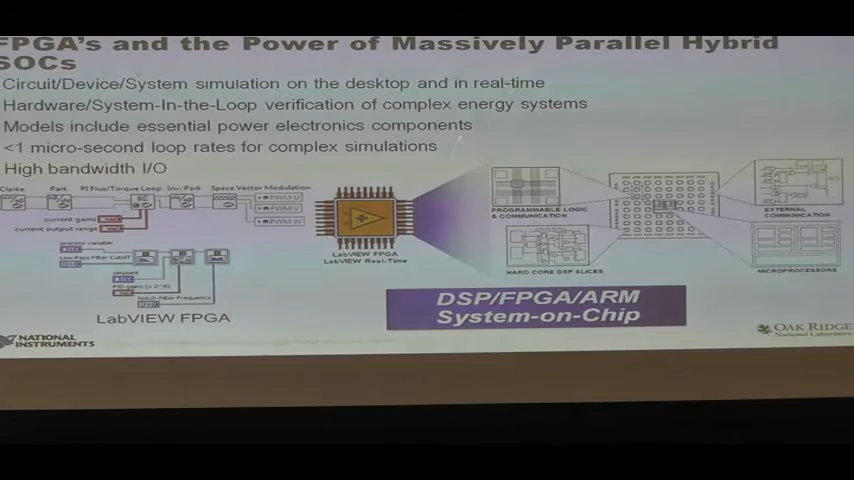 FPGA's and the Power of Massively Parallel Hybrid
SOCs
Circuit/Device/System simulation on the desktop and in real-time
Hardware/System-In-the-Loop verification of complex energy systems
Models include essential power electronics components
<1 micro-second loop rates for complex simulations
High bandwidth I/O
Clarke Park PI Flux/Torque Loop Inv. Park Space Vector Modulation
PWM U
PWM V
PWM W
current gains
current output range
process variable
Low Pass Filter Cutoff
setpoint
PID gains
Notch Filter Frequency
LabVIEW FPGA
LabVIEW FPGA
LabVIEW Real-Time
PROGRAMMABLE LOGIC
& COMMUNICATION
HARD CORE DSP SLICES
EXTERNAL
COMMUNICATION
MICROPROCESSORS
DSP/FPGA/ARM
System-on-Chip
NATIONAL
INSTRUMENTS
OAK RIDGE
National Laboratory